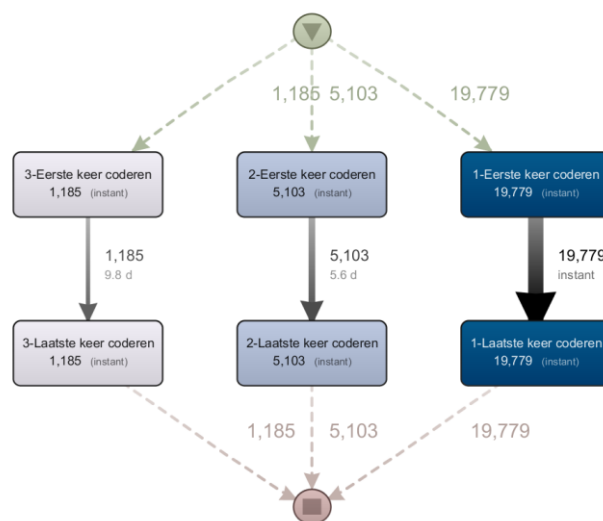 1,185
5,103
19,779
3-Eerste keer coderen
1,185 (instant)
2-Eerste keer coderen
5,103 (instant)
1-Eerste keer coderen
19,779 (instant)
1,185
9.8 d
5,103
5.6 d
19,779
instant
3-Laatste keer coderen
1,185 (instant)
2-Laatste keer coderen
5,103 (instant)
1-Laatste keer coderen
19,779 (instant)
1,185
5,103
19,779